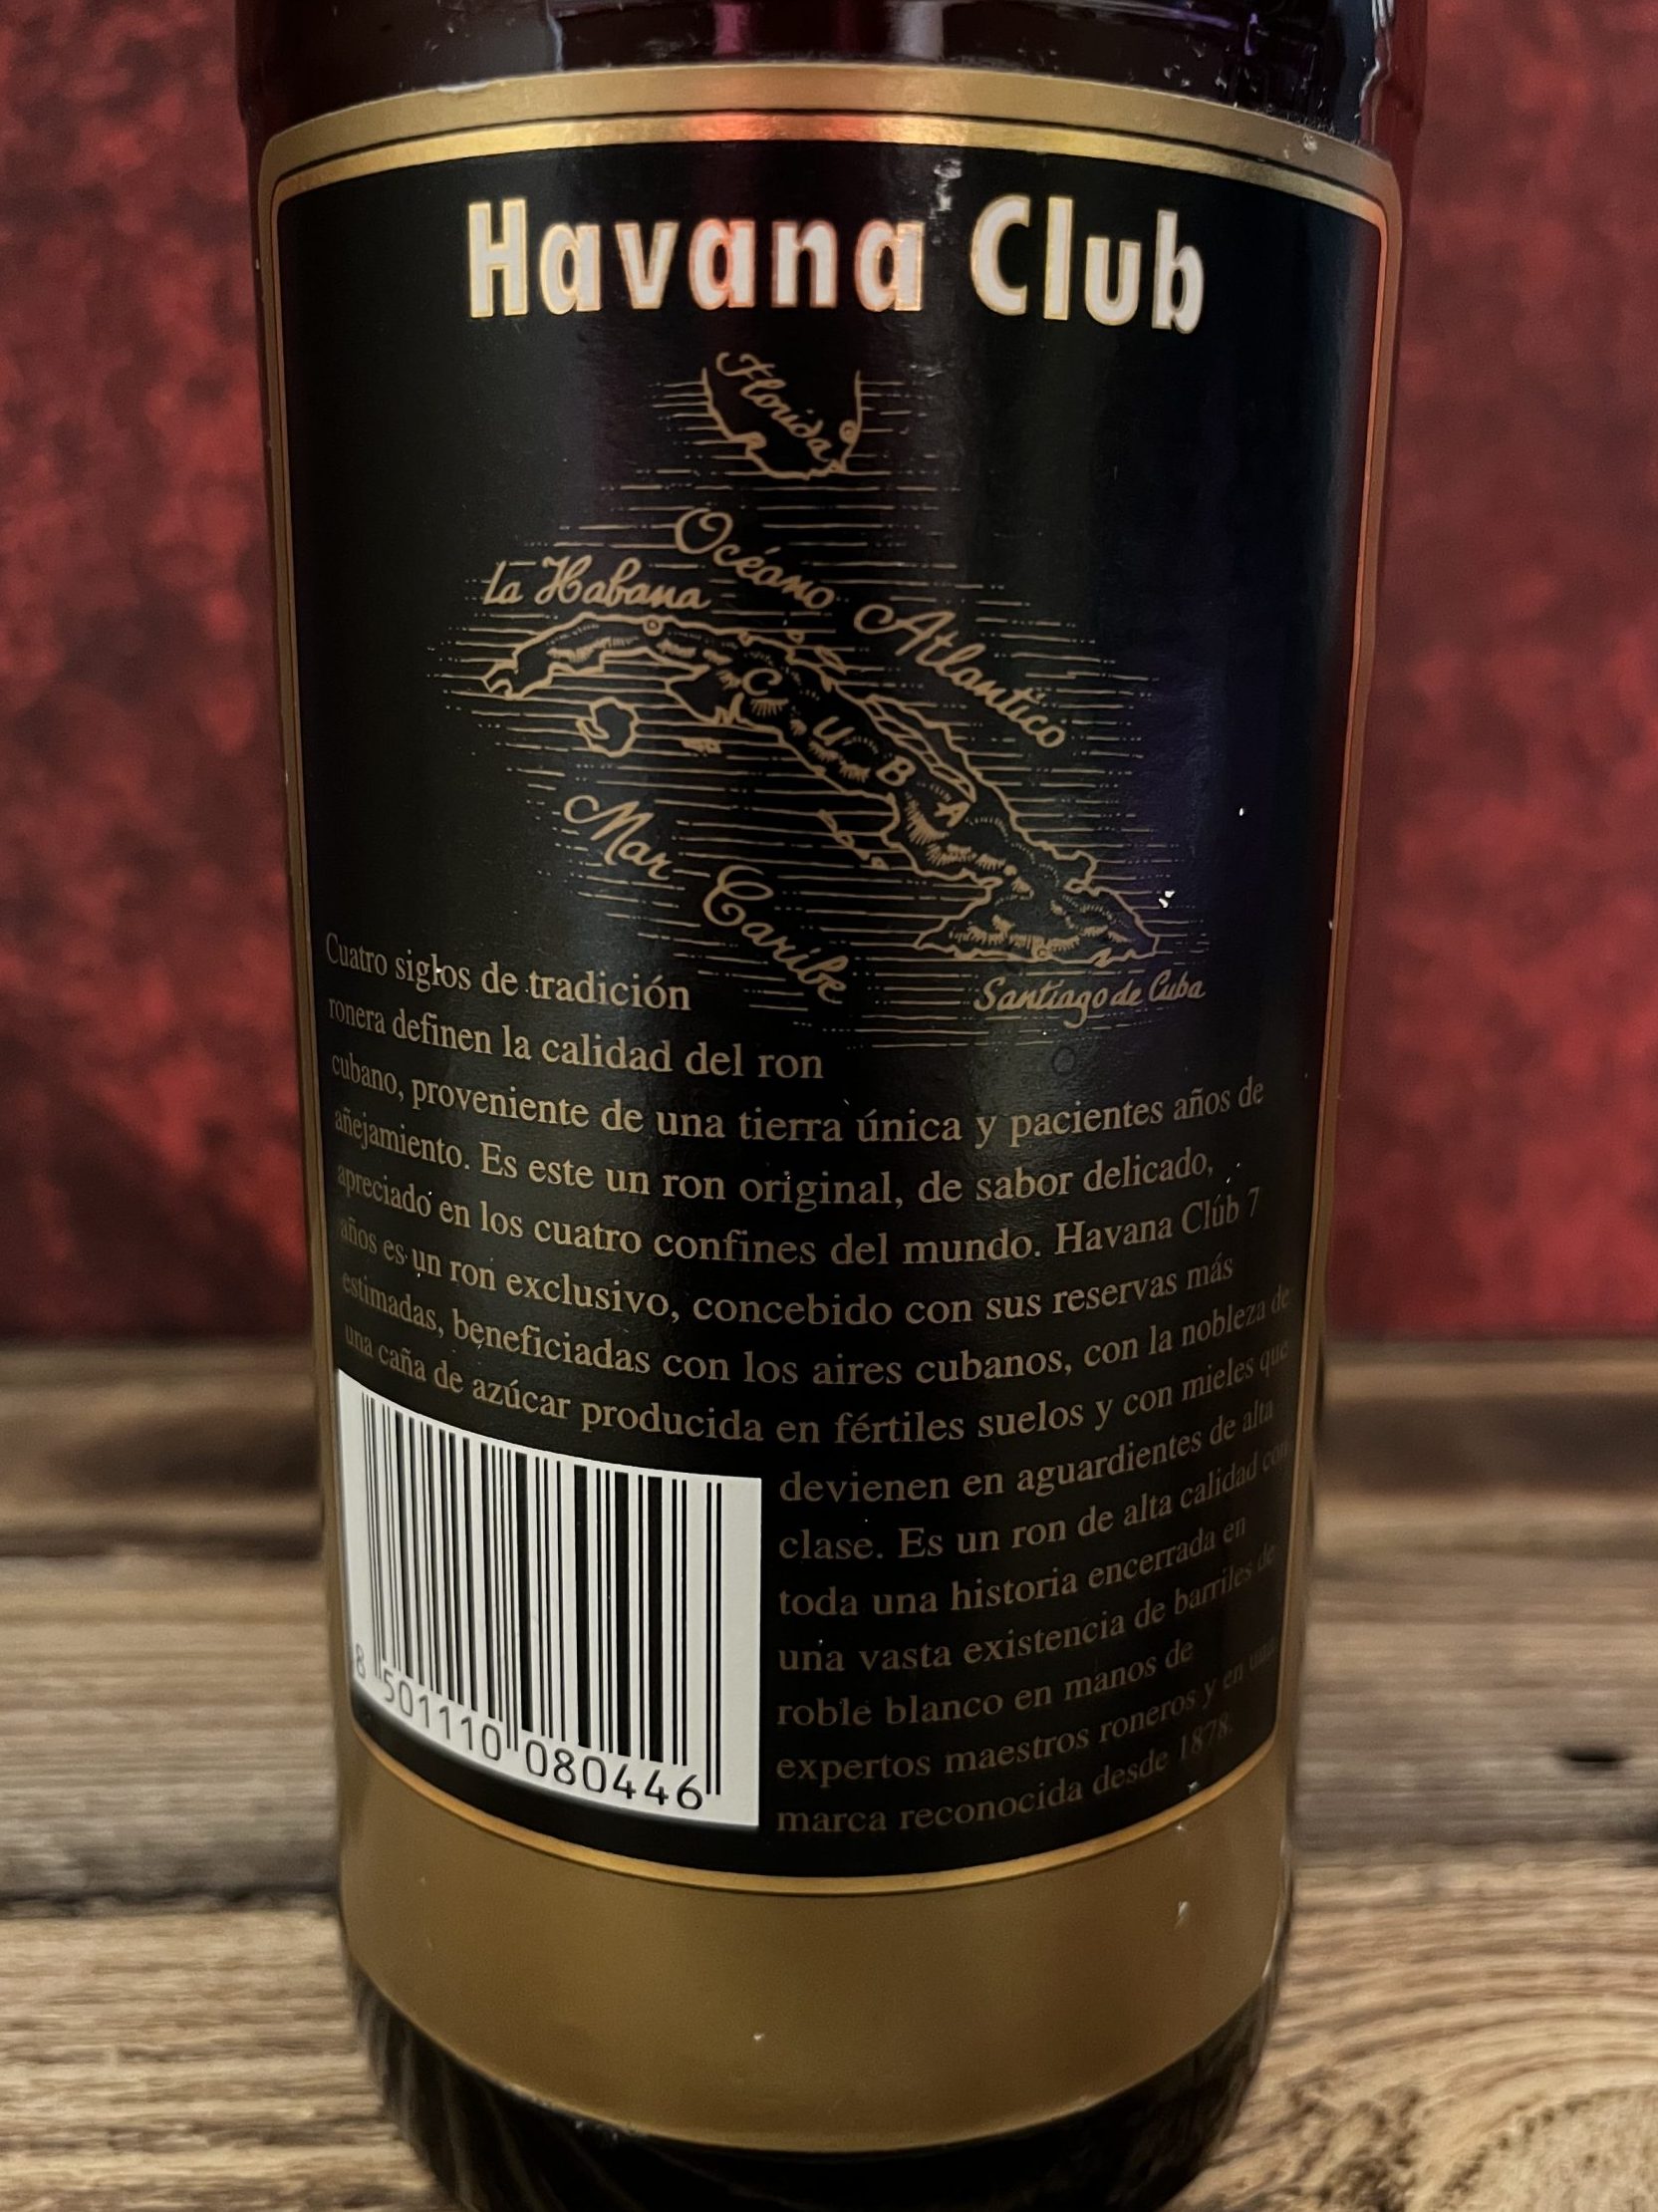 Havana Club
Florida
Océano Atlantico
La Habana
CUBA
Mar Caribe
Santiago de Cuba
Cuatro siglos de tradición
ronera definen la calidad del ron
cubano, proveniente de una tierra única y pacientes años de
añejamiento. Es este un ron original, de sabor delicado,
apreciado en los cuatro confines del mundo. Havana Club 7
años es un ron exclusivo, concebido con sus reservas más
estimadas, beneficiadas con los aires cubanos, con la nobleza de
una caña de azúcar producida en fértiles suelos y con mieles que
devienen en aguardientes de alta
clase. Es un ron de alta calidad con
toda una historia encerrada en
una vasta existencia de barriles de
roble blanco en manos de
expertos maestros roneros y en una
marca reconocida desde 1878.
8 501110 080446